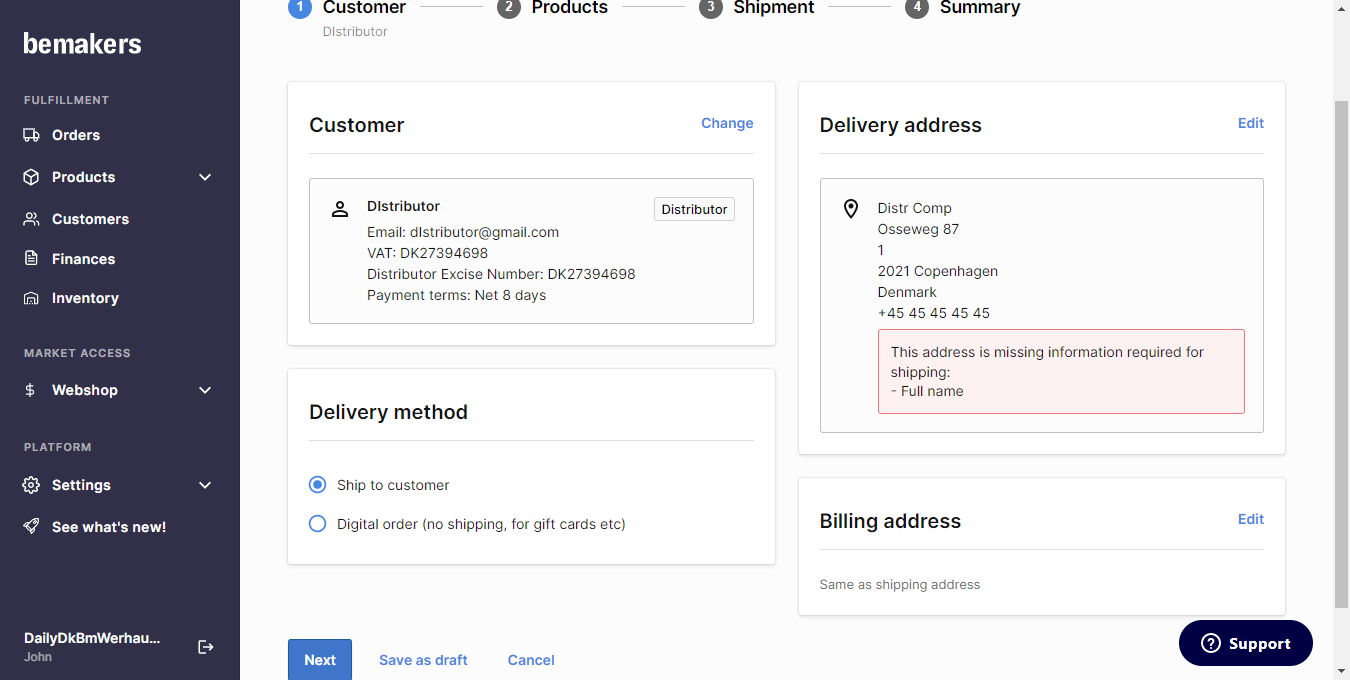 bemakers
FULFILLMENT
Orders
Products
Customers
Finances
Inventory
MARKET ACCESS
Webshop
PLATFORM
Settings
See what's new!
DailyDkBmWerhau...
John
1 Customer
DIstributor
2 Products
3 Shipment
4 Summary
Customer
Change
DIstributor
Distributor
Email: dIstributor@gmail.com
VAT: DK27394698
Distributor Excise Number: DK27394698
Payment terms: Net 8 days
Delivery method
Ship to customer
Digital order (no shipping, for gift cards etc)
Delivery address
Edit
Distr Comp
Osseweg 87
1
2021 Copenhagen
Denmark
+45 45 45 45 45
This address is missing information required for
shipping:
- Full name
Billing address
Edit
Same as shipping address
Next
Save as draft
Cancel
Support